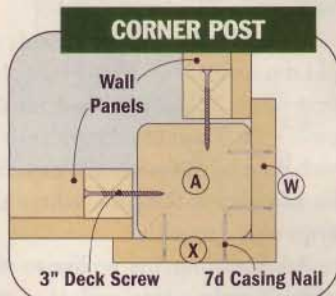 CORNER POST
Wall
Panels
A
W
X
3" Deck Screw
7d Casing Nail